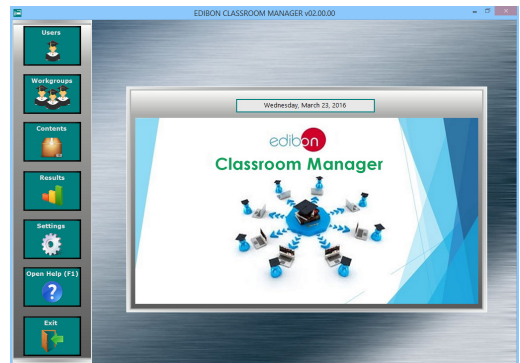 EDIBON CLASSROOM MANAGER v02.00.00
Users
Workgroups
Contents
Results
Settings
Open Help (F1)
?
Exit
Wednesday, March 23, 2016
edibon
Classroom Manager